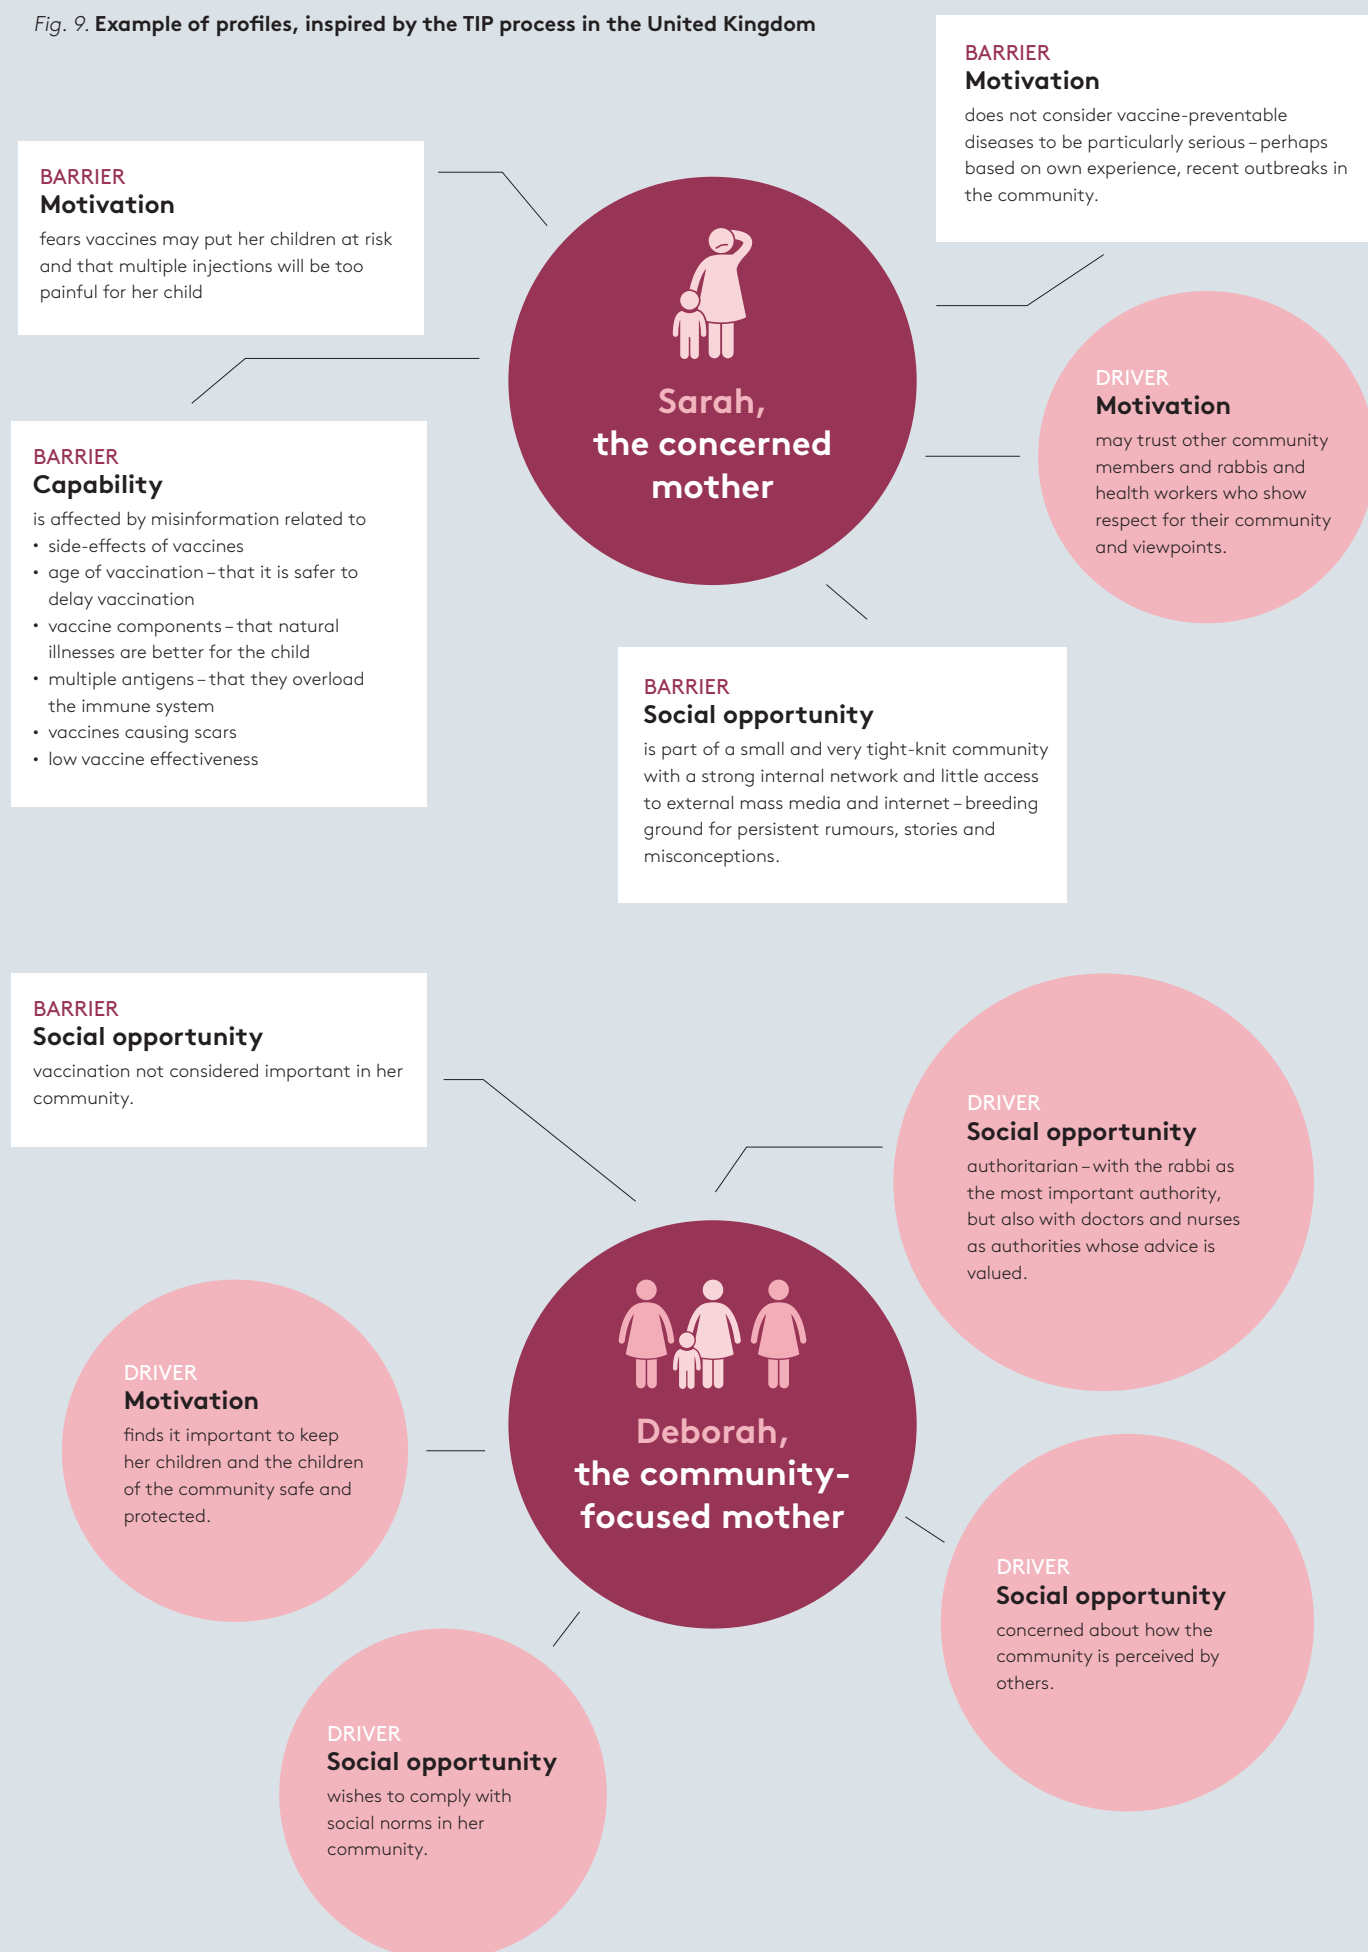 Fig. 9. Example of profiles, inspired by the TIP process in the United Kingdom
BARRIER
Motivation
does not consider vaccine-preventable
diseases to be particularly serious – perhaps
based on own experience, recent outbreaks in
the community.
BARRIER
Motivation
fears vaccines may put her children at risk
and that multiple injections will be too
painful for her child
Sarah,
the concerned
mother
DRIVER
Motivation
may trust other community
members and rabbis and
health workers who show
respect for their community
and viewpoints.
BARRIER
Capability
is affected by misinformation related to
• side-effects of vaccines
• age of vaccination – that it is safer to
delay vaccination
• vaccine components – that natural
illnesses are better for the child
• multiple antigens – that they overload
the immune system
• vaccines causing scars
• low vaccine effectiveness
BARRIER
Social opportunity
is part of a small and very tight-knit community
with a strong internal network and little access
to external mass media and internet – breeding
ground for persistent rumours, stories and
misconceptions.
BARRIER
Social opportunity
vaccination not considered important in her
community.
DRIVER
Social opportunity
authoritarian – with the rabbi as
the most important authority,
but also with doctors and nurses
as authorities whose advice is
valued.
DRIVER
Motivation
finds it important to keep
her children and the children
of the community safe and
protected.
Deborah,
the community-
focused mother
DRIVER
Social opportunity
concerned about how the
community is perceived by
others.
DRIVER
Social opportunity
wishes to comply with
social norms in her
community.